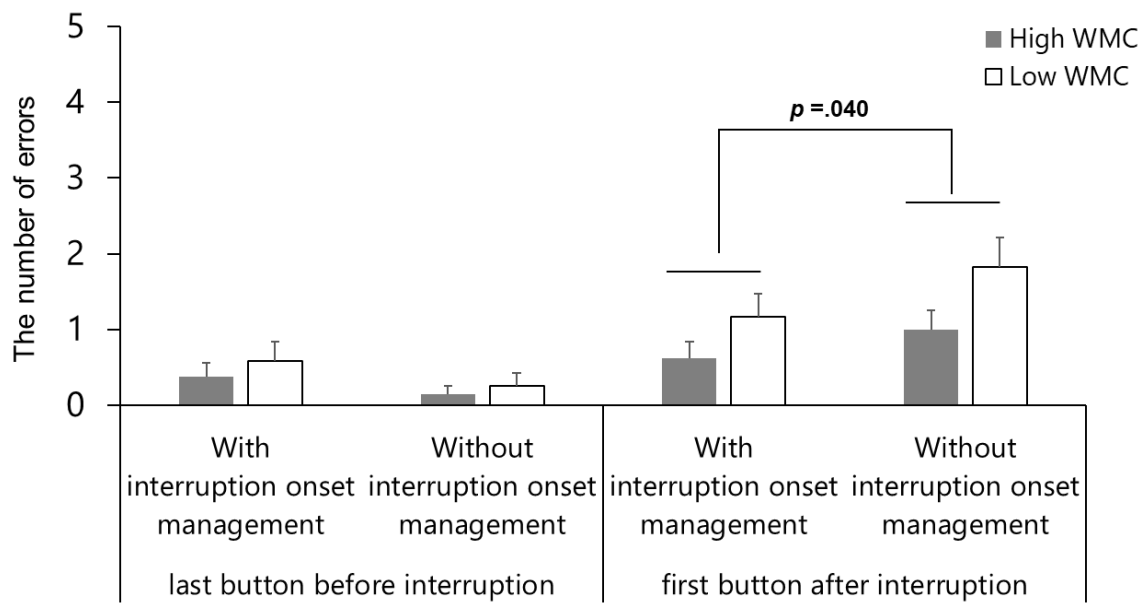 The number of errors
5
4
3
2
1
0
High WMC
Low WMC
p =.040
With
interruption onset
management
Without
interruption onset
management
With
interruption onset
management
Without
interruption onset
management
last button before interruption
first button after interruption